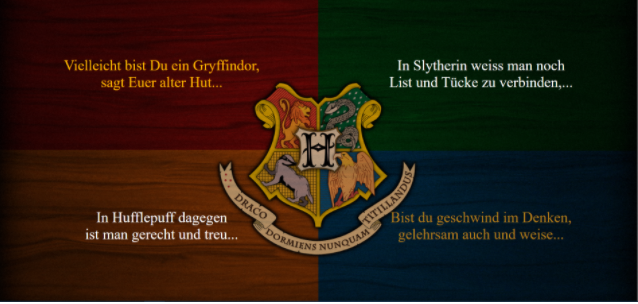 Vielleicht bist Du ein Gryffindor,
sagt Euer alter Hut...
In Slytherin weiss man noch
List und Tücke zu verbinden,...
H
In Hufflepuff dagegen
ist man gerecht und treu...
Bist du geschwind im Denken,
gelehrsam auch und weise...
DRACO DORMIENS NUNQUAM TITILLANDUS